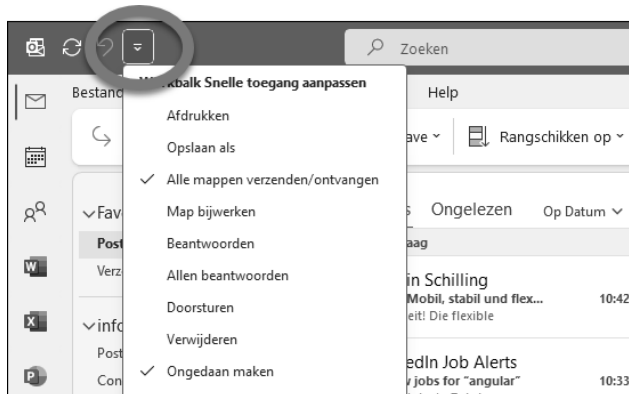 Zoeken
Werkbalk Snelle toegang aanpassen
Bestand
Help
Afdrukken
Opslaan als
Rangschikken op
Alle mappen verzenden/ontvangen
Map bijwerken
Ongelezen
Op Datum
Fav
Post
Beantwoorden
Verz
Allen beantwoorden
in Schilling
Mobil, stabil und flex...
10:42
eit! Die flexible
Doorsturen
info
Verwijderen
Post
Ongedaan maken
edIn Job Alerts
jobs for "angular"
10:33
Con